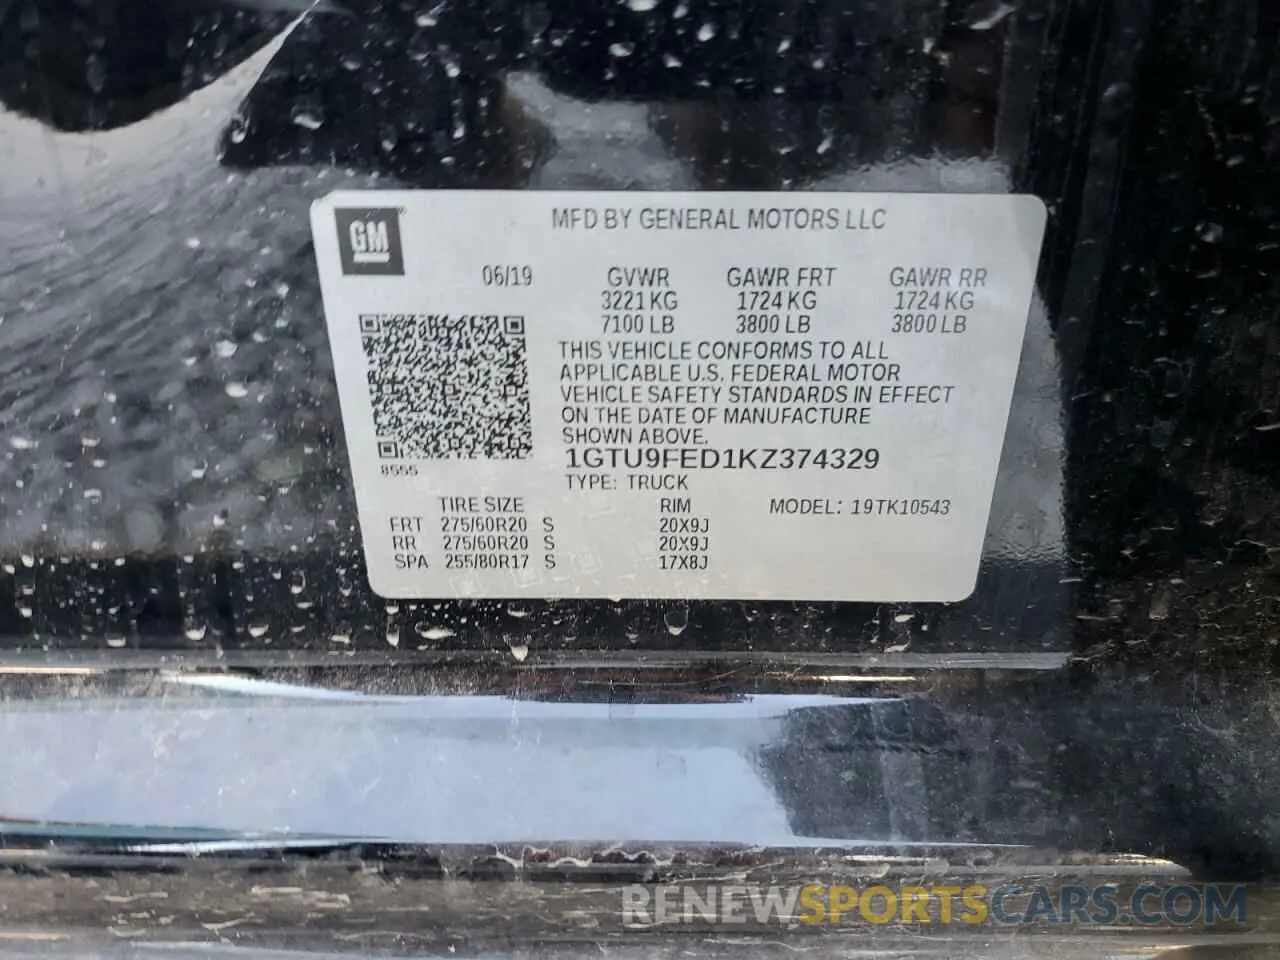 GM
MFD BY GENERAL MOTORS LLC
06/19 GVWR GAWR FRT GAWR RR
3221 KG 1724 KG 1724 KG
7100 LB 3800 LB 3800 LB
THIS VEHICLE CONFORMS TO ALL
APPLICABLE U.S. FEDERAL MOTOR
VEHICLE SAFETY STANDARDS IN EFFECT
ON THE DATE OF MANUFACTURE
SHOWN ABOVE.
1GTU9FED1KZ374329
TYPE: TRUCK
TIRE SIZE RIM MODEL: 19TK10543
FRT 275/60R20 S 20X9J
RR 275/60R20 S 20X9J
SPA 255/80R17 S 17X8J
RENEWSPORTSCARS.COM